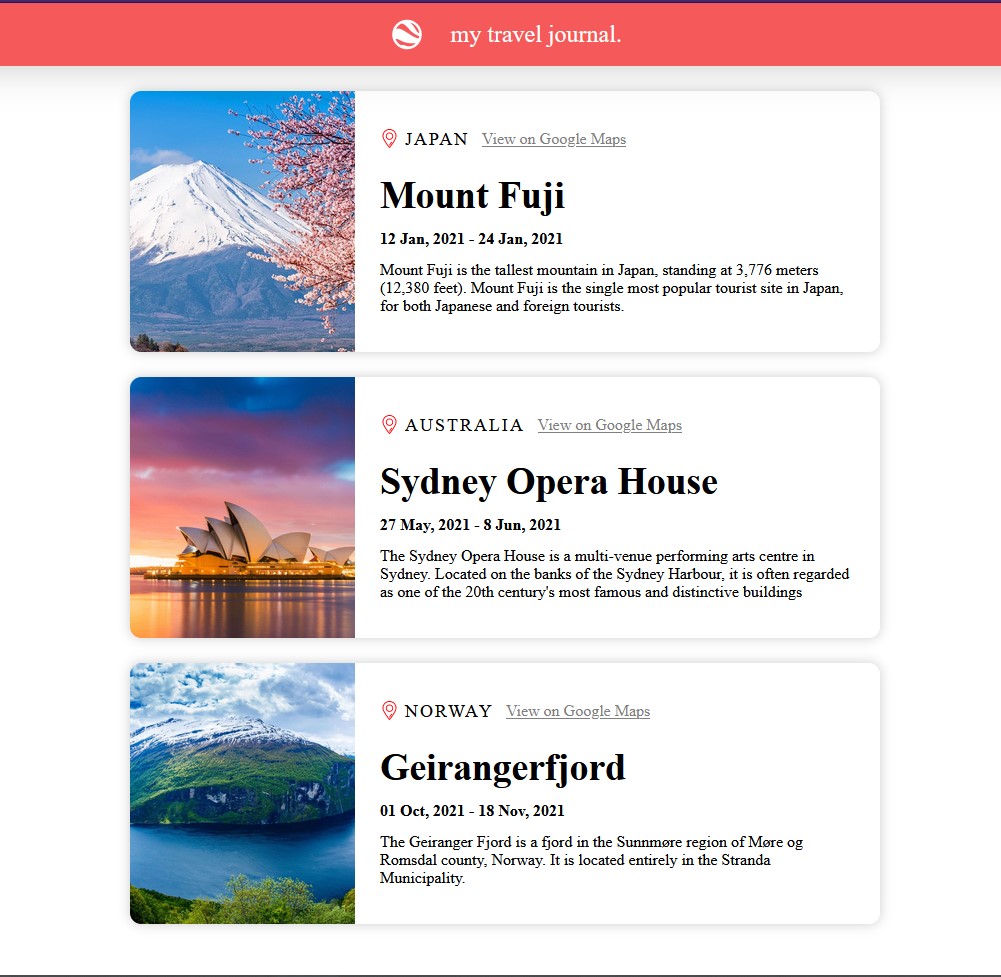 my travel journal.
JAPAN View on Google Maps
Mount Fuji
12 Jan, 2021 - 24 Jan, 2021
Mount Fuji is the tallest mountain in Japan, standing at 3,776 meters
(12,380 feet). Mount Fuji is the single most popular tourist site in Japan,
for both Japanese and foreign tourists.
AUSTRALIA View on Google Maps
Sydney Opera House
27 May, 2021 - 8 Jun, 2021
The Sydney Opera House is a multi-venue performing arts centre in
Sydney. Located on the banks of the Sydney Harbour, it is often regarded
as one of the 20th century's most famous and distinctive buildings
NORWAY View on Google Maps
Geirangerfjord
01 Oct, 2021 - 18 Nov, 2021
The Geiranger Fjord is a fjord in the Sunnmøre region of Møre og
Romsdal county, Norway. It is located entirely in the Stranda
Municipality.